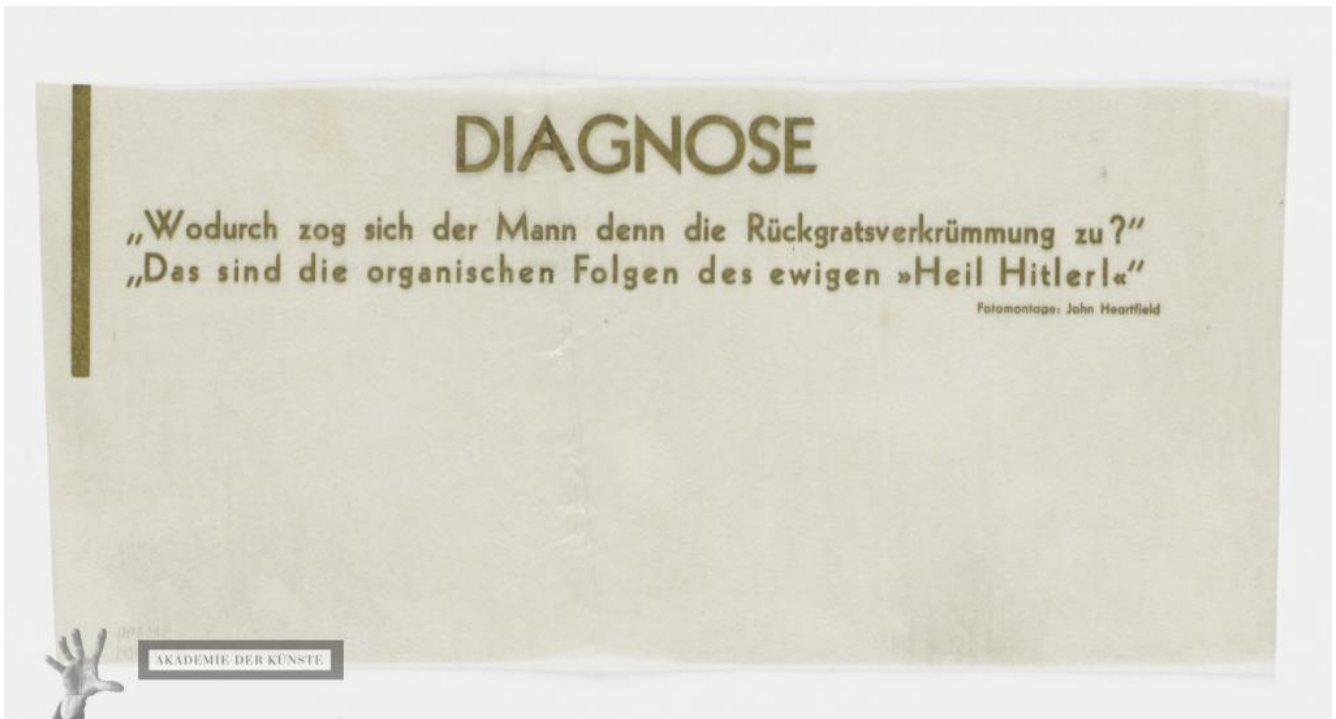 DIAGNOSE
„Wodurch zog sich der Mann denn die Rückgratsverkrümmung zu?“
„Das sind die organischen Folgen des ewigen »Heil Hitler!«“
Fotomontage: John Heartfield
AKADEMIE DER KÜNSTE